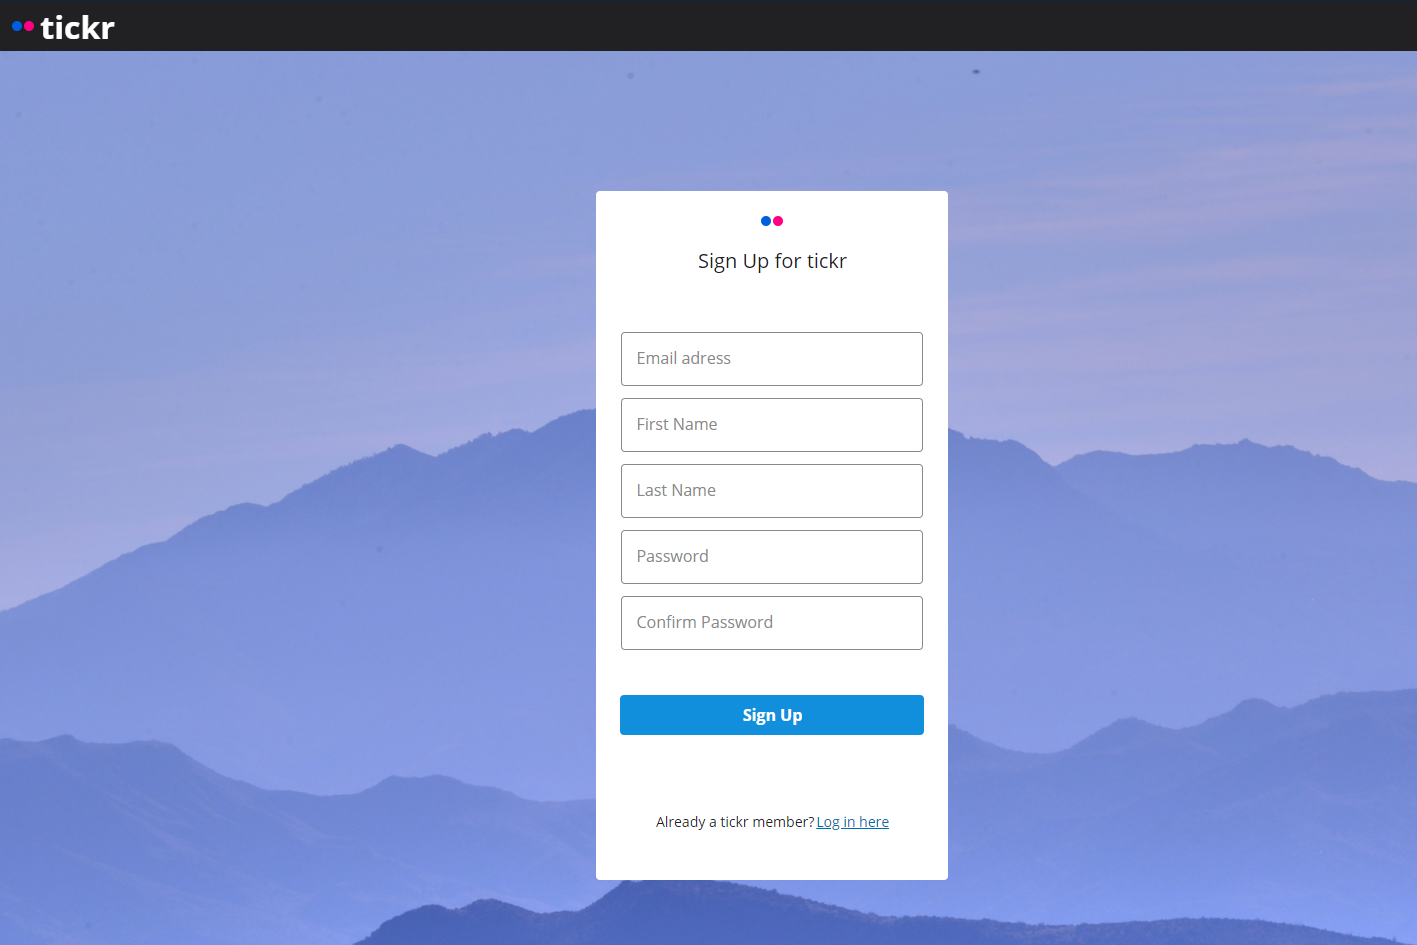 tickr
Sign Up for tickr
Email adress
First Name
Last Name
Password
Confirm Password
Sign Up
Already a tickr member? Log in here